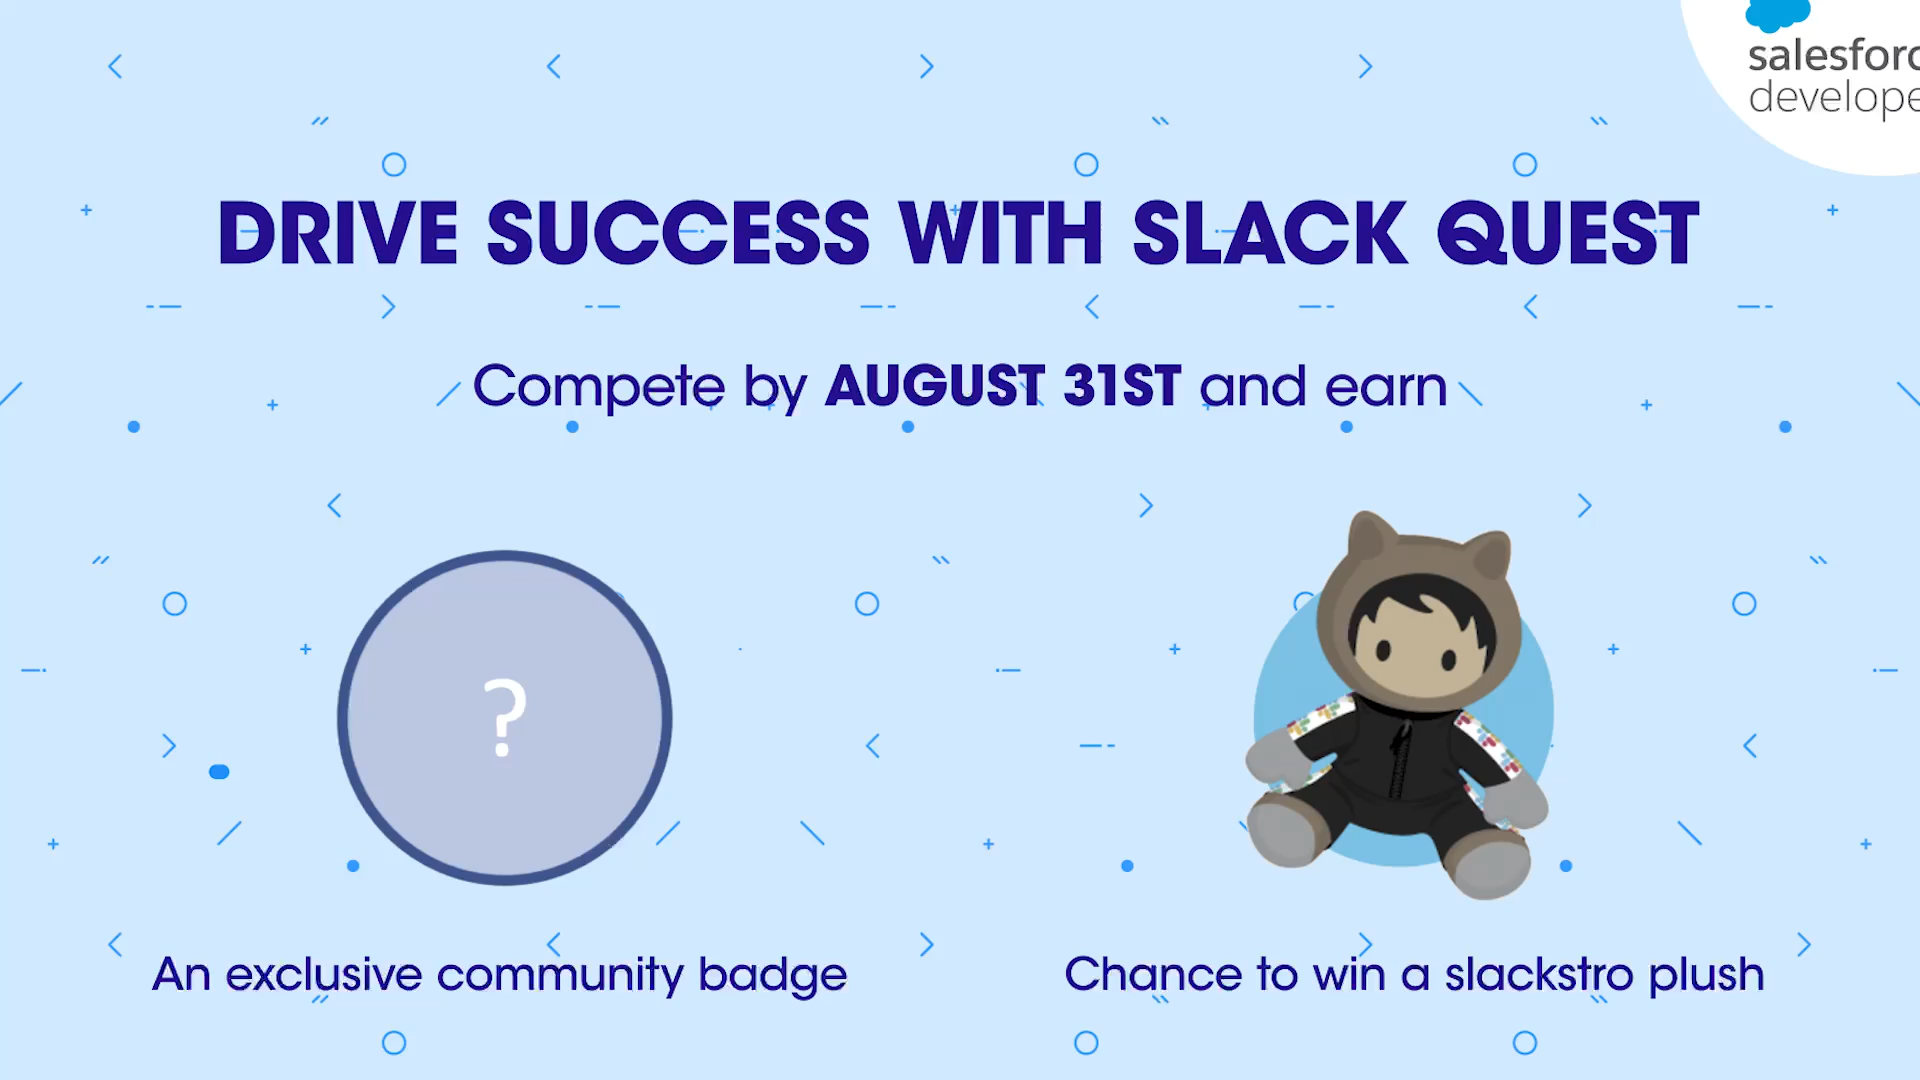 salesforc
develope
DRIVE SUCCESS WITH SLACK QUEST
Compete by AUGUST 31ST and earn
?
An exclusive community badge
Chance to win a slackstro plush